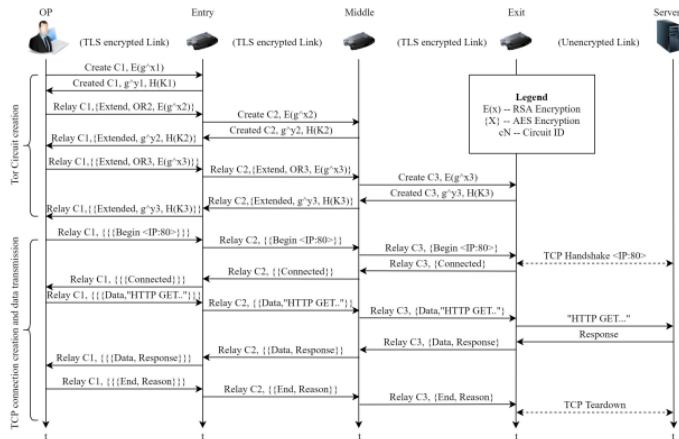 OP Entry Middle Exit Server
(TLS encrypted Link) (TLS encrypted Link) (TLS encrypted Link) (Unencrypted Link)
Create C1, E(g^x1)
Created C1, g^y1, H(K1)
Legend
E(x) -- RSA Encryption
{X} -- AES Encryption
cN -- Circuit ID
Relay C1,{Extend, OR2, E(g^x2)}
Create C2, E(g^x2)
Created C2, g^y2, H(K2)
Relay C1,{Extended, g^y2, H(K2)}
Relay C1,{{Extend, OR3, E(g^x3)}}
Relay C2,{Extend, OR3, E(g^x3)}
Create C3, E(g^x3)
Created C3, g^y3, H(K3)
Relay C2,{Extended, g^y3, H(K3)}
Relay C1,{{Extended, g^y3, H(K3)}}
Tor Circuit creation
Relay C1, {{{Begin <IP:80>}}}
Relay C2, {{Begin <IP:80>}}
Relay C3, {Begin <IP:80>}
TCP Handshake <IP:80>
Relay C3, {Connected}
Relay C2, {{Connected}}
Relay C1, {{{Connected}}}
Relay C1, {{{Data,"HTTP GET.."}}}
Relay C2, {{Data,"HTTP GET.."}}
Relay C3, {Data,"HTTP GET.."}
"HTTP GET..."
Response
Relay C3, {Data, Response}
Relay C2, {{Data, Response}}
Relay C1, {{{Data, Response}}}
Relay C1, {{{End, Reason}}}
Relay C2, {{End, Reason}}
Relay C3, {End, Reason}
TCP Teardown
TCP connection creation and data transmission
t t t t t